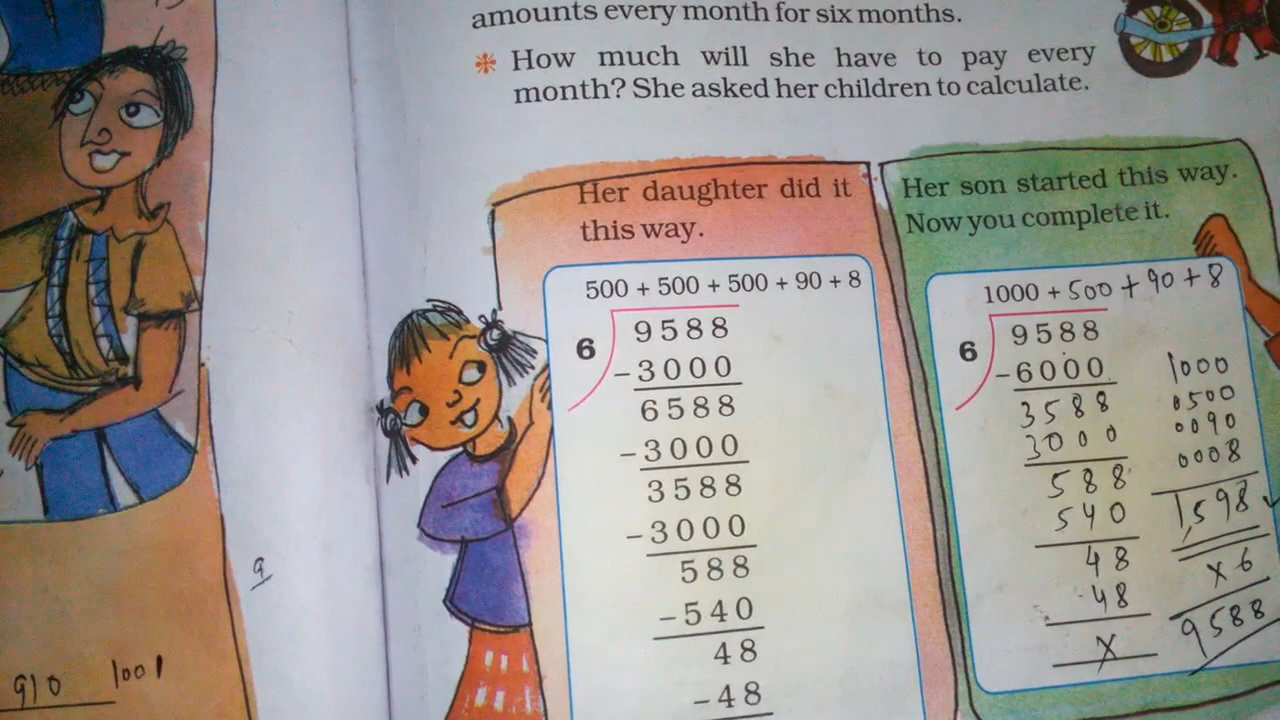 amounts every month for six months.
❋ How much will she have to pay every
month? She asked her children to calculate.
Her daughter did it
this way.
500 + 500 + 500 + 90 + 8
6
9588
−3000
6588
−3000
3588
−3000
588
−540
48
−48
Her son started this way.
Now you complete it.
1000 + 500 + 90 + 8
6
9588
−6000
3588
3000
588
540
48
48
x
1000
0500
0090
0008
1,598
x 6
9588
9
910
1001